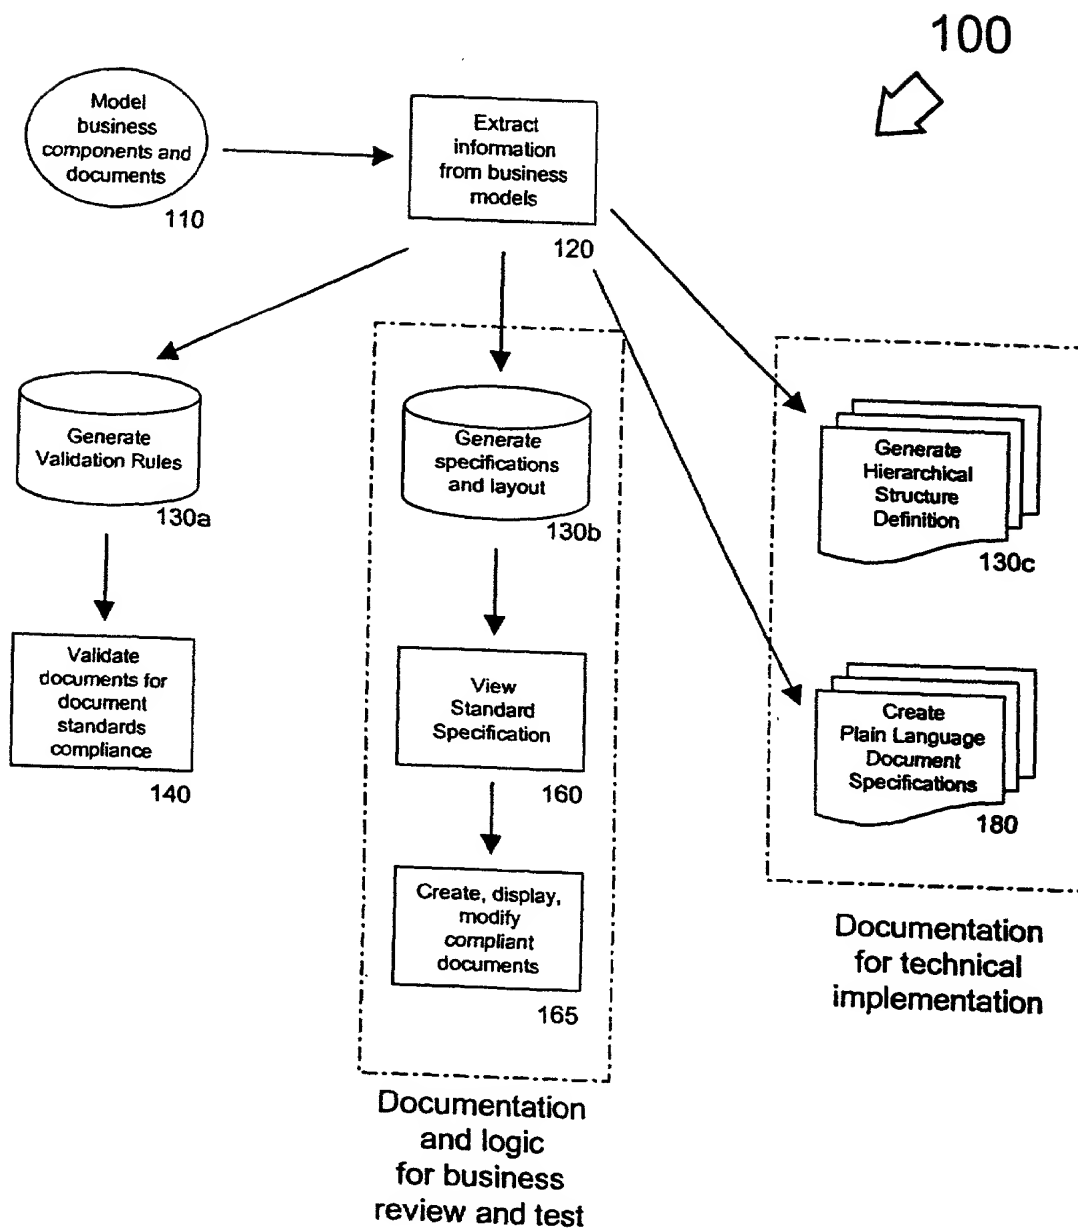 100
Model
business
components and
documents
110
Extract
information
from business
models
120
Generate
Validation Rules
130a
Generate
specifications
and layout
130b
Generate
Hierarchical
Structure
Definition
130c
Validate
documents for
document
standards
compliance
140
View
Standard
Specification
160
Create
Plain Language
Document
Specifications
180
Create, display,
modify
compliant
documents
165
Documentation
for technical
implementation
Documentation
and logic
for business
review and test